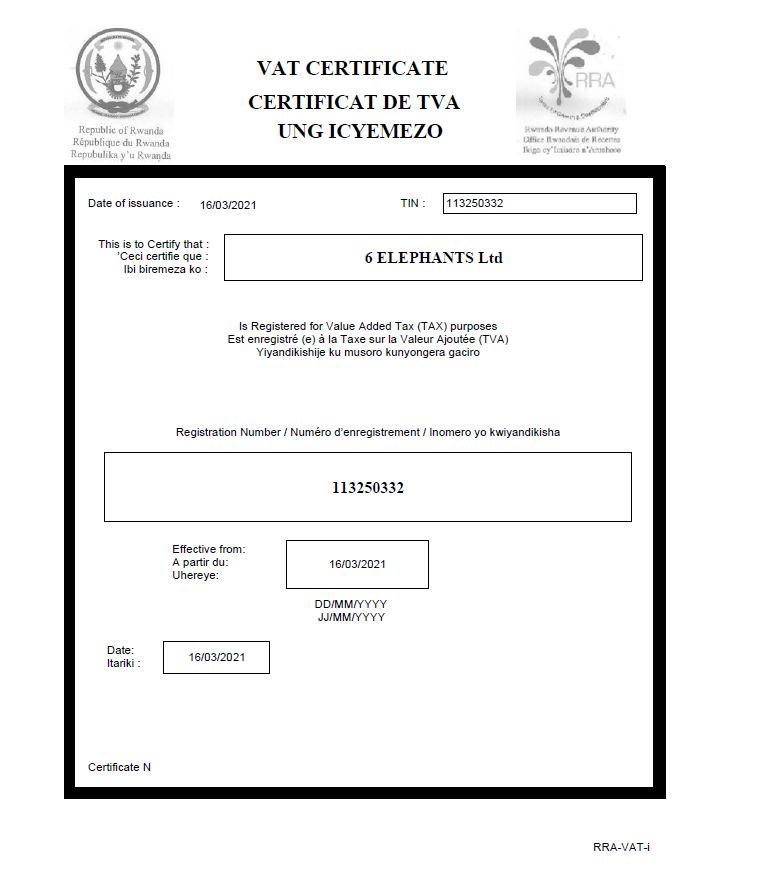 VAT CERTIFICATE
CERTIFICAT DE TVA
UNG ICYEMEZO
Republic of Rwanda
République du Rwanda
Repubulika y'u Rwanda
RRA
Rwanda Revenue Authority
Office Rwandais de Recettes
Date of issuance : 16/03/2021 TIN : 113250332
This is to Certify that :
'Ceci certifie que :
Ibi biremeza ko :
6 ELEPHANTS Ltd
Is Registered for Value Added Tax (TAX) purposes
Est enregistré (e) à la Taxe sur la Valeur Ajoutée (TVA)
Yiyandikishije ku musoro kunyongera gaciro
Registration Number / Numéro d'enregistrement / Inomero yo kwiyandikisha
113250332
Effective from:
A partir du:
Uhereye:
16/03/2021
DD/MM/YYYY
JJ/MM/YYYY
Date:
Itariki :
16/03/2021
Certificate N
RRA-VAT-i